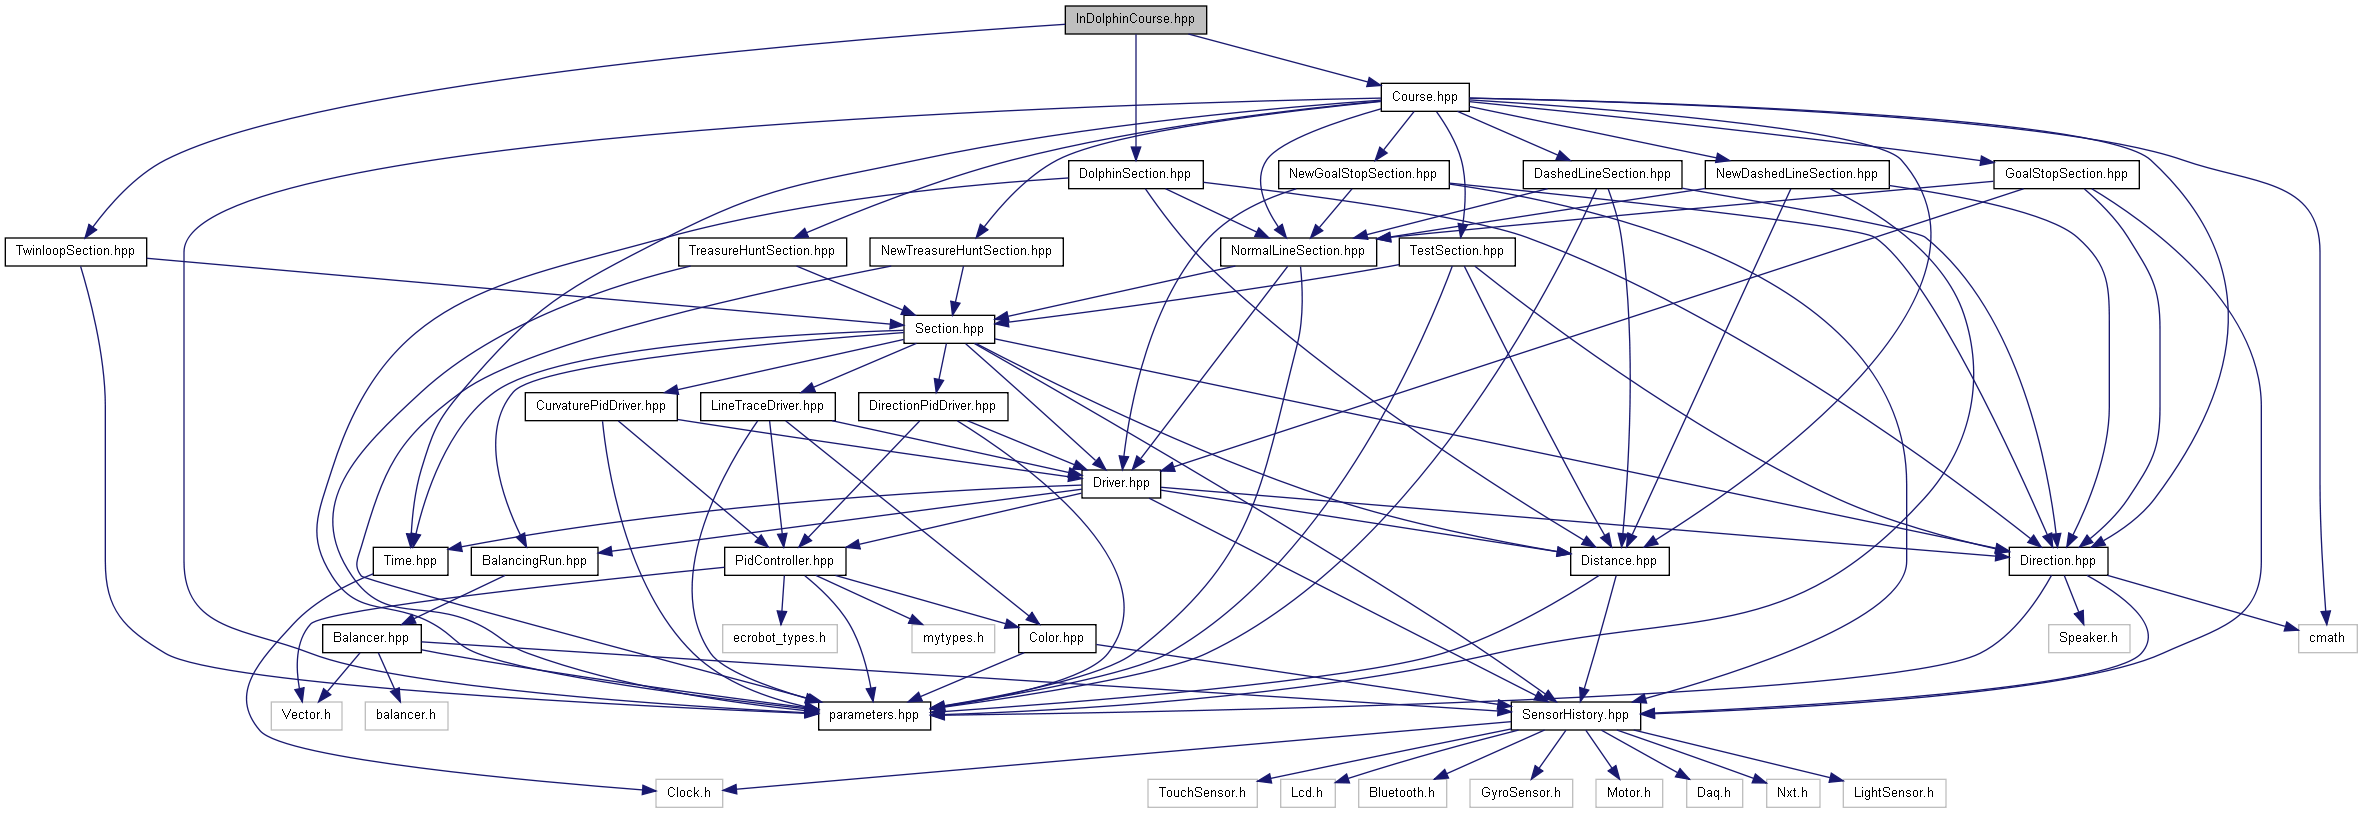 InDolphinCourse.hpp
Course.hpp
DolphinSection.hpp
NewGoalStopSection.hpp
DashedLineSection.hpp
NewDashedLineSection.hpp
GoalStopSection.hpp
TwinloopSection.hpp
TreasureHuntSection.hpp
NewTreasureHuntSection.hpp
NormalLineSection.hpp
TestSection.hpp
Section.hpp
CurvaturePidDriver.hpp
LineTraceDriver.hpp
DirectionPidDriver.hpp
Driver.hpp
Time.hpp
BalancingRun.hpp
PidController.hpp
Distance.hpp
Direction.hpp
Balancer.hpp
ecrobot_types.h
mytypes.h
Color.hpp
Speaker.h
cmath
Vector.h
balancer.h
parameters.hpp
SensorHistory.hpp
Clock.h
TouchSensor.h
Lcd.h
Bluetooth.h
GyroSensor.h
Motor.h
Daq.h
Nxt.h
LightSensor.h